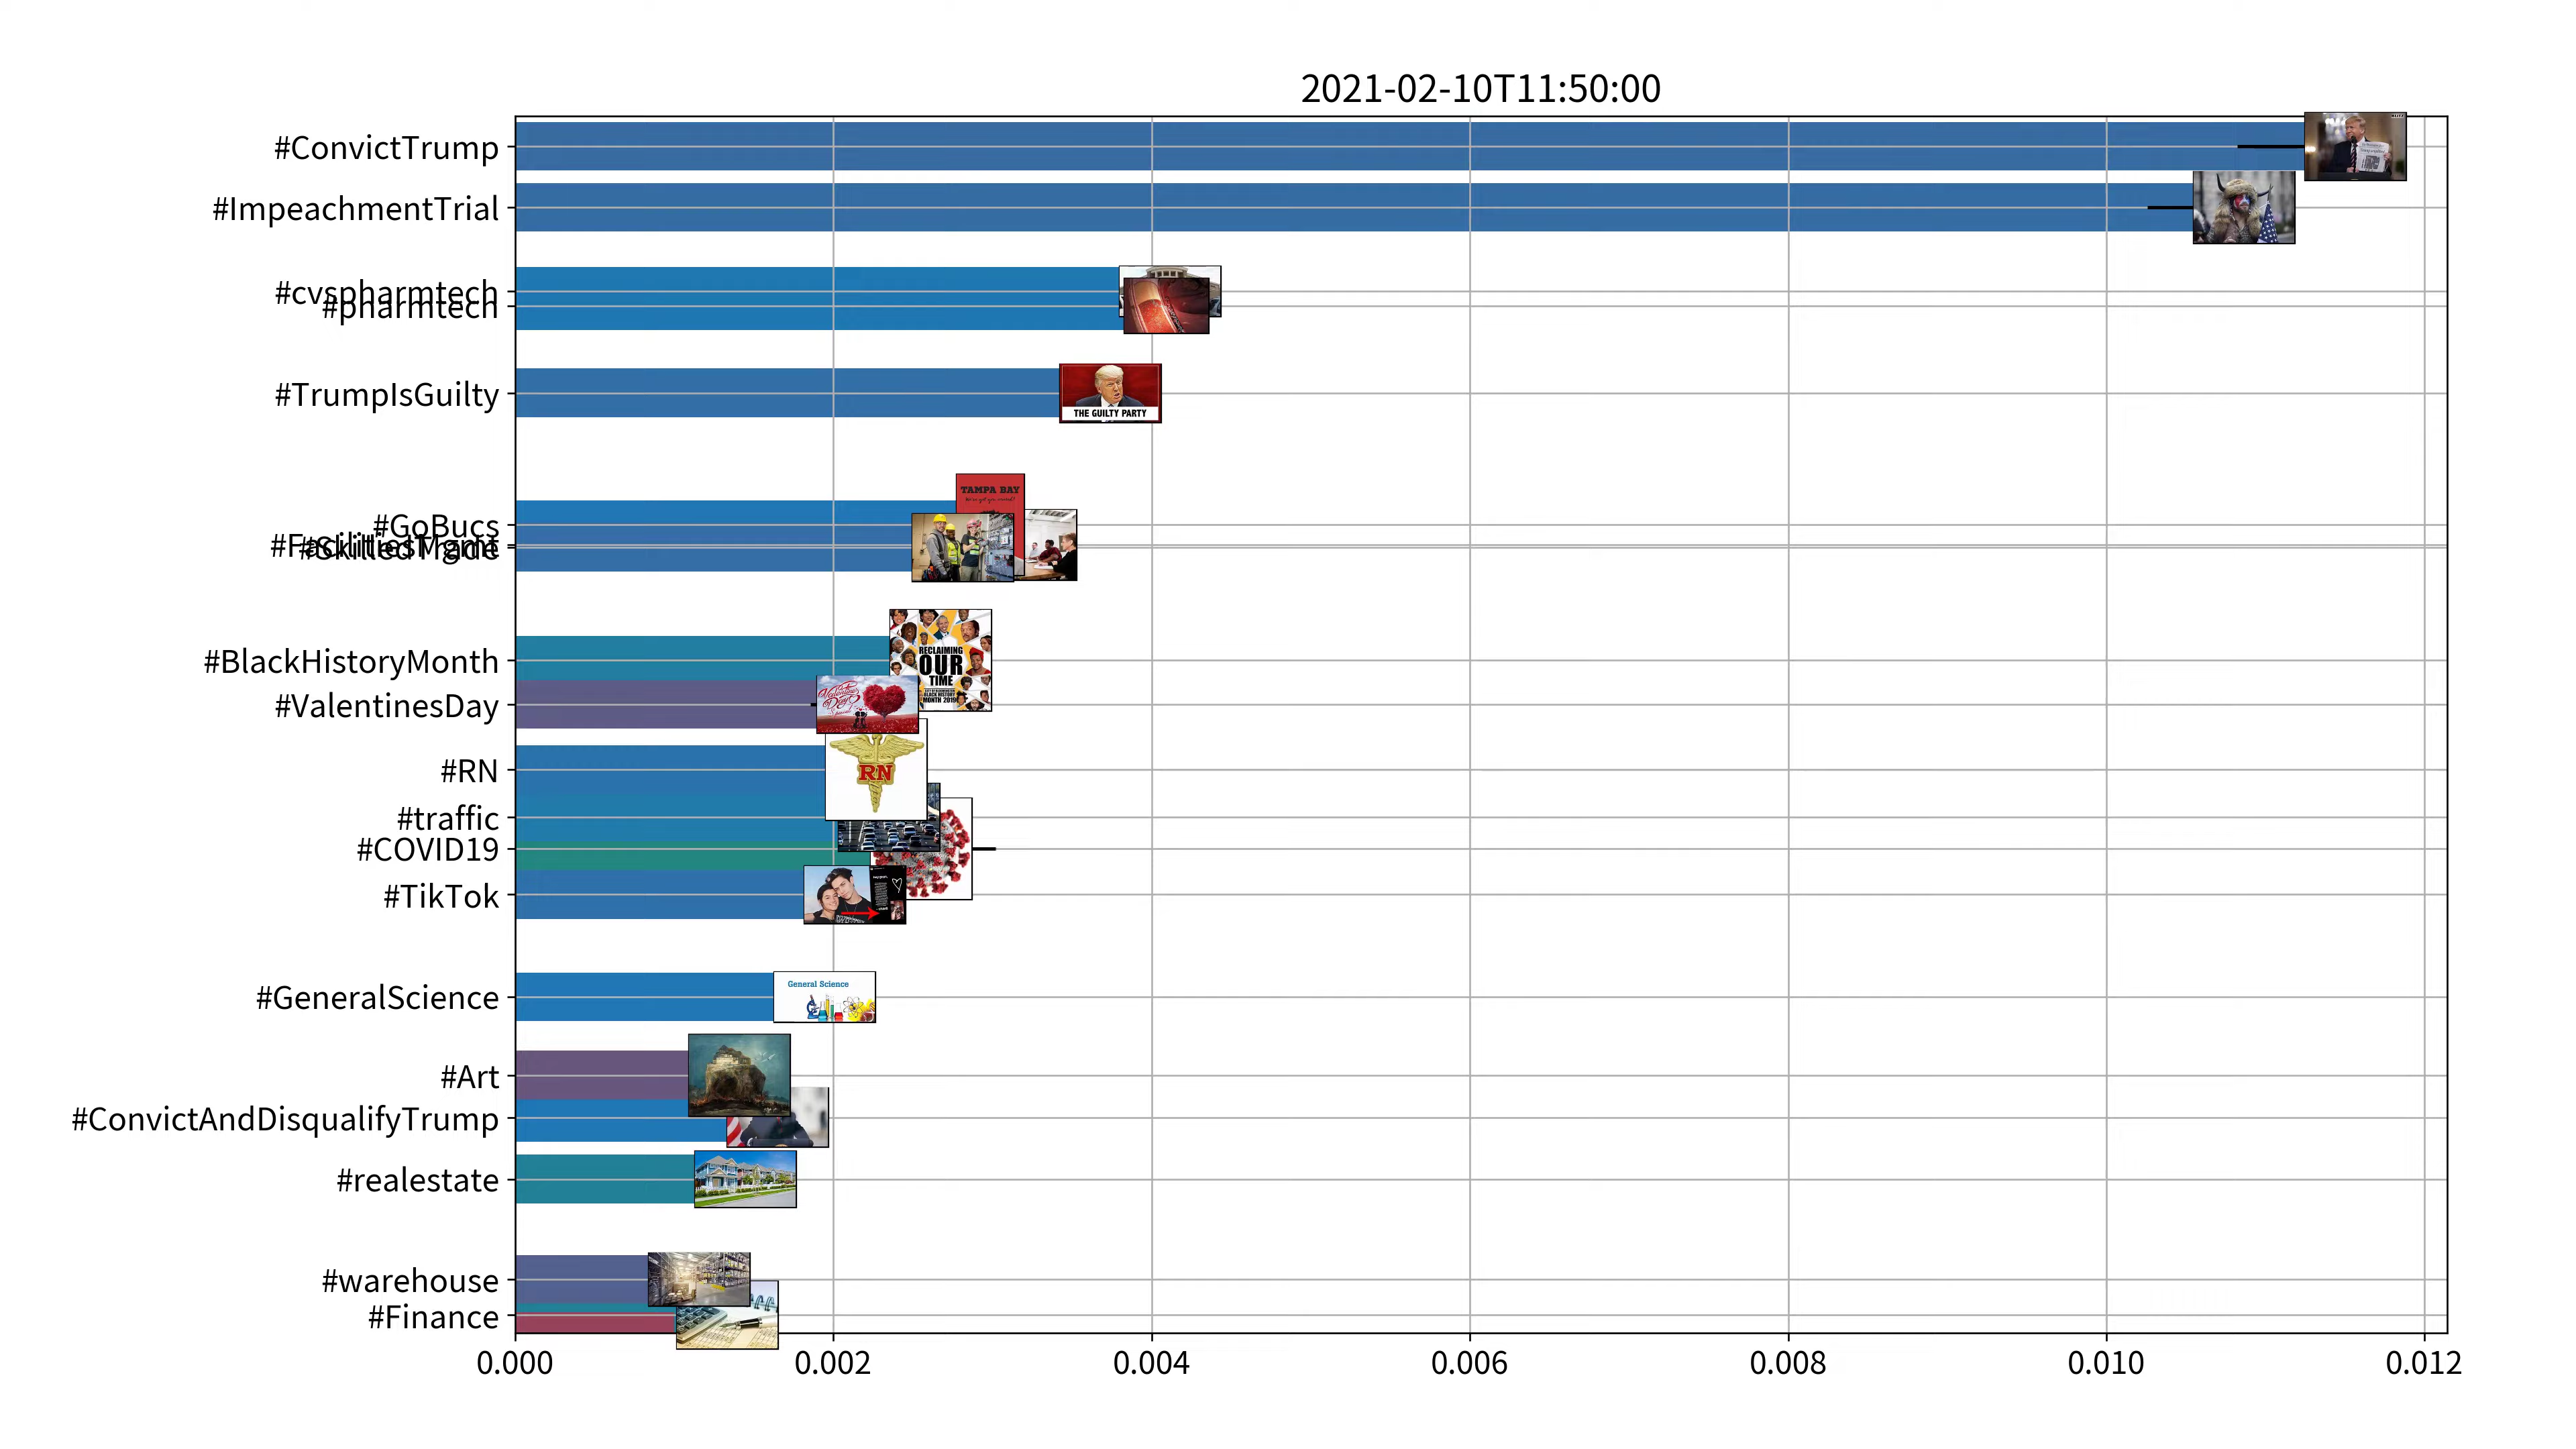 2021-02-10T11:50:00
#ConvictTrump
#ImpeachmentTrial
#cvspharmtech
#pharmtech
#TrumpIsGuilty
THE GUILTY PARTY
TAMPA BAY
#GoBucs
#FacilitiesMgmt
#SkilledTrade
#BlackHistoryMonth
RECLAIMING
OUR
TIME
#ValentinesDay
#RN
RN
#traffic
#COVID19
#TikTok
#GeneralScience
General Science
#Art
#ConvictAndDisqualifyTrump
#realestate
#warehouse
#Finance
0.000 0.002 0.004 0.006 0.008 0.010 0.012